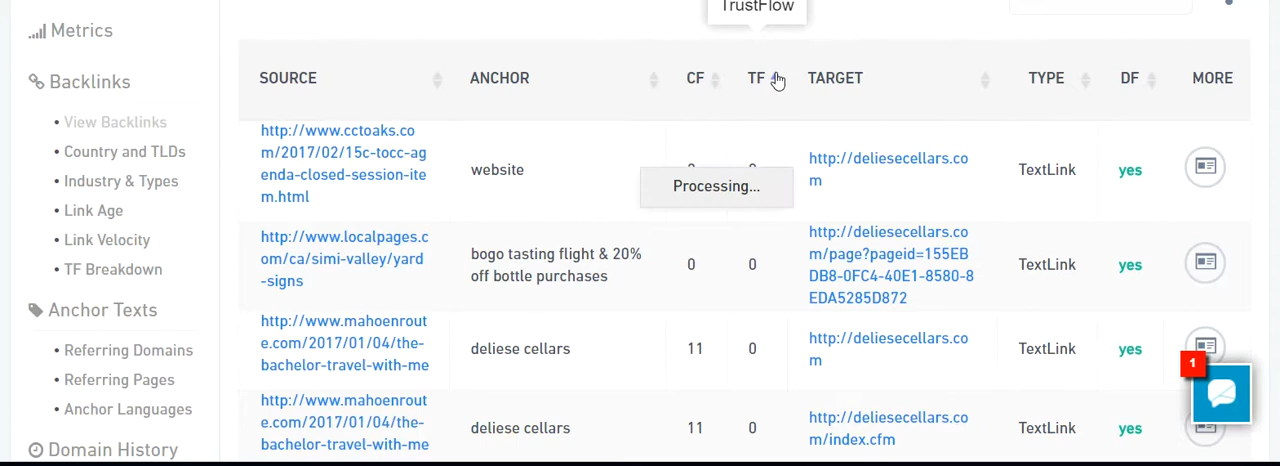 TrustFlow
Metrics
Backlinks
• View Backlinks
• Country and TLDs
• Industry & Types
• Link Age
• Link Velocity
• TF Breakdown
Anchor Texts
• Referring Domains
• Referring Pages
• Anchor Languages
Domain History
SOURCE ANCHOR CF TF TARGET TYPE DF MORE
http://www.cctoaks.co
m/2017/02/15c-tocc-ag
enda-closed-session-ite
m.html
website
http://deliesecellars.co
m
TextLink
yes
Processing...
http://www.localpages.c
om/ca/simi-valley/yard
-signs
bogo tasting flight & 20%
off bottle purchases
0
0
http://deliesecellars.co
m/page?pageid=155EB
DB8-0FC4-40E1-8580-8
EDA5285D872
TextLink
yes
http://www.mahoenrout
e.com/2017/01/04/the-
bachelor-travel-with-me
deliese cellars
11
0
http://deliesecellars.co
m
TextLink
yes
1
http://www.mahoenrout
e.com/2017/01/04/the-
bachelor-travel-with-me
deliese cellars
11
0
http://deliesecellars.co
m/index.cfm
TextLink
yes